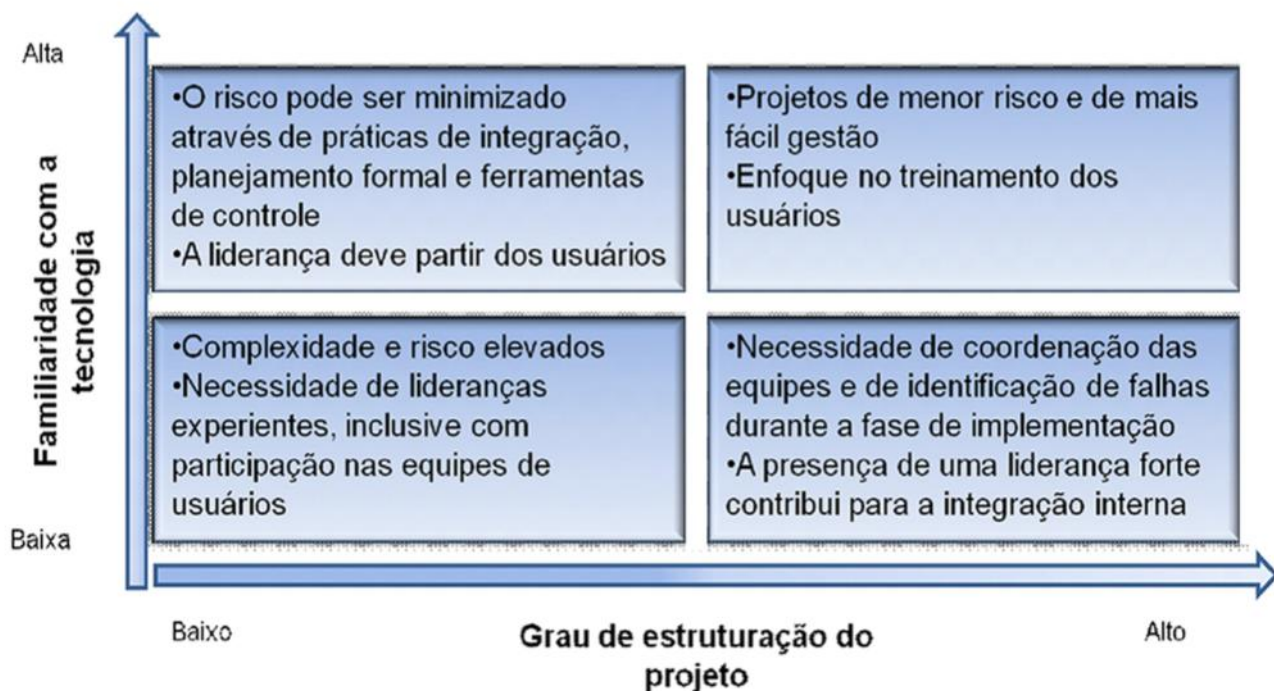 Alta
Familiaridade com a
tecnologia
•O risco pode ser minimizado
através de práticas de integração,
planejamento formal e ferramentas
de controle
•A liderança deve partir dos usuários
•Projetos de menor risco e de mais
fácil gestão
•Enfoque no treinamento dos
usuários
•Complexidade e risco elevados
•Necessidade de lideranças
experientes, inclusive com
participação nas equipes de
usuários
•Necessidade de coordenação das
equipes e de identificação de falhas
durante a fase de implementação
•A presença de uma liderança forte
contribui para a integração interna
Baixa
Baixo
Grau de estruturação do
projeto
Alto